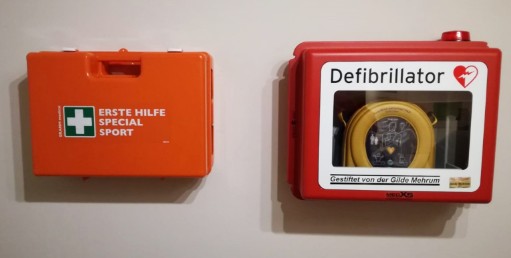 ERSTE HILFE
SPECIAL
SPORT
Defibrillator
Gestiftet von der Gilde Mehrum